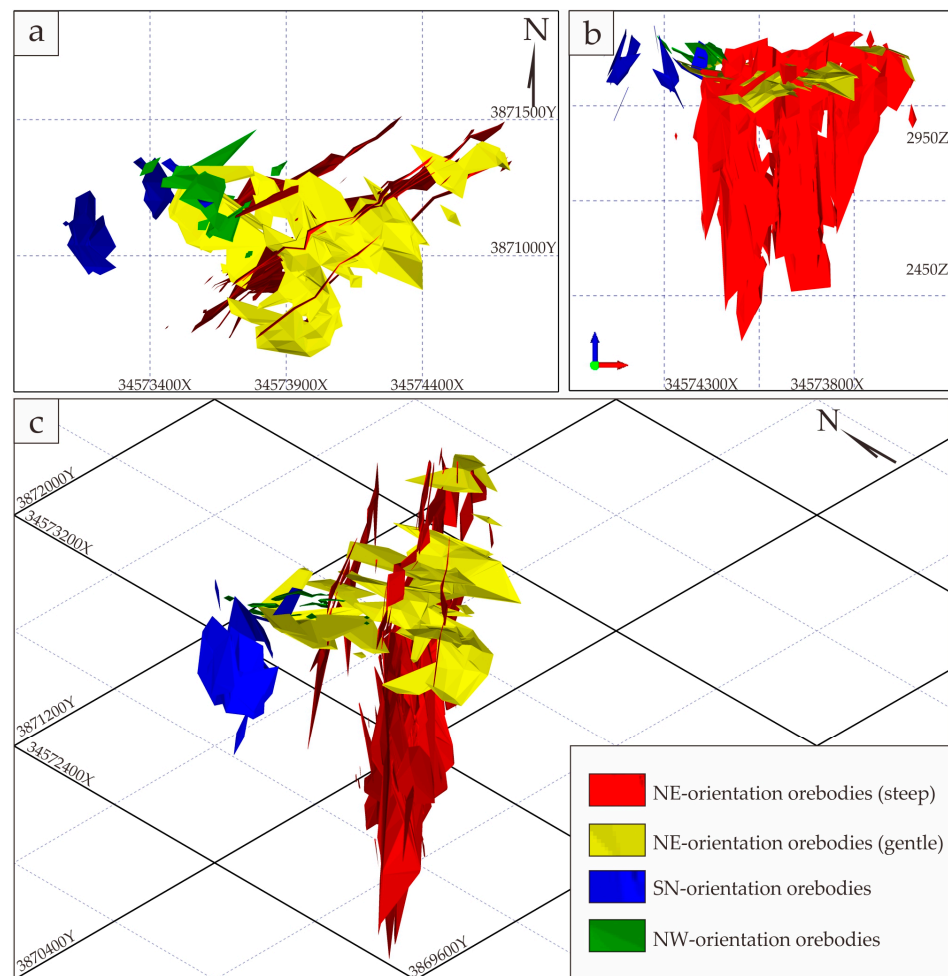 a
N
3871500Y
3871000Y
34573400X 34573900X 34574400X
b
2950Z
2450Z
34574300X 34573800X
c
N
3872000Y
34573200X
3871200Y
34572400X
3870400Y
3869600Y
NE-orientation orebodies (steep)
NE-orientation orebodies (gentle)
SN-orientation orebodies
NW-orientation orebodies